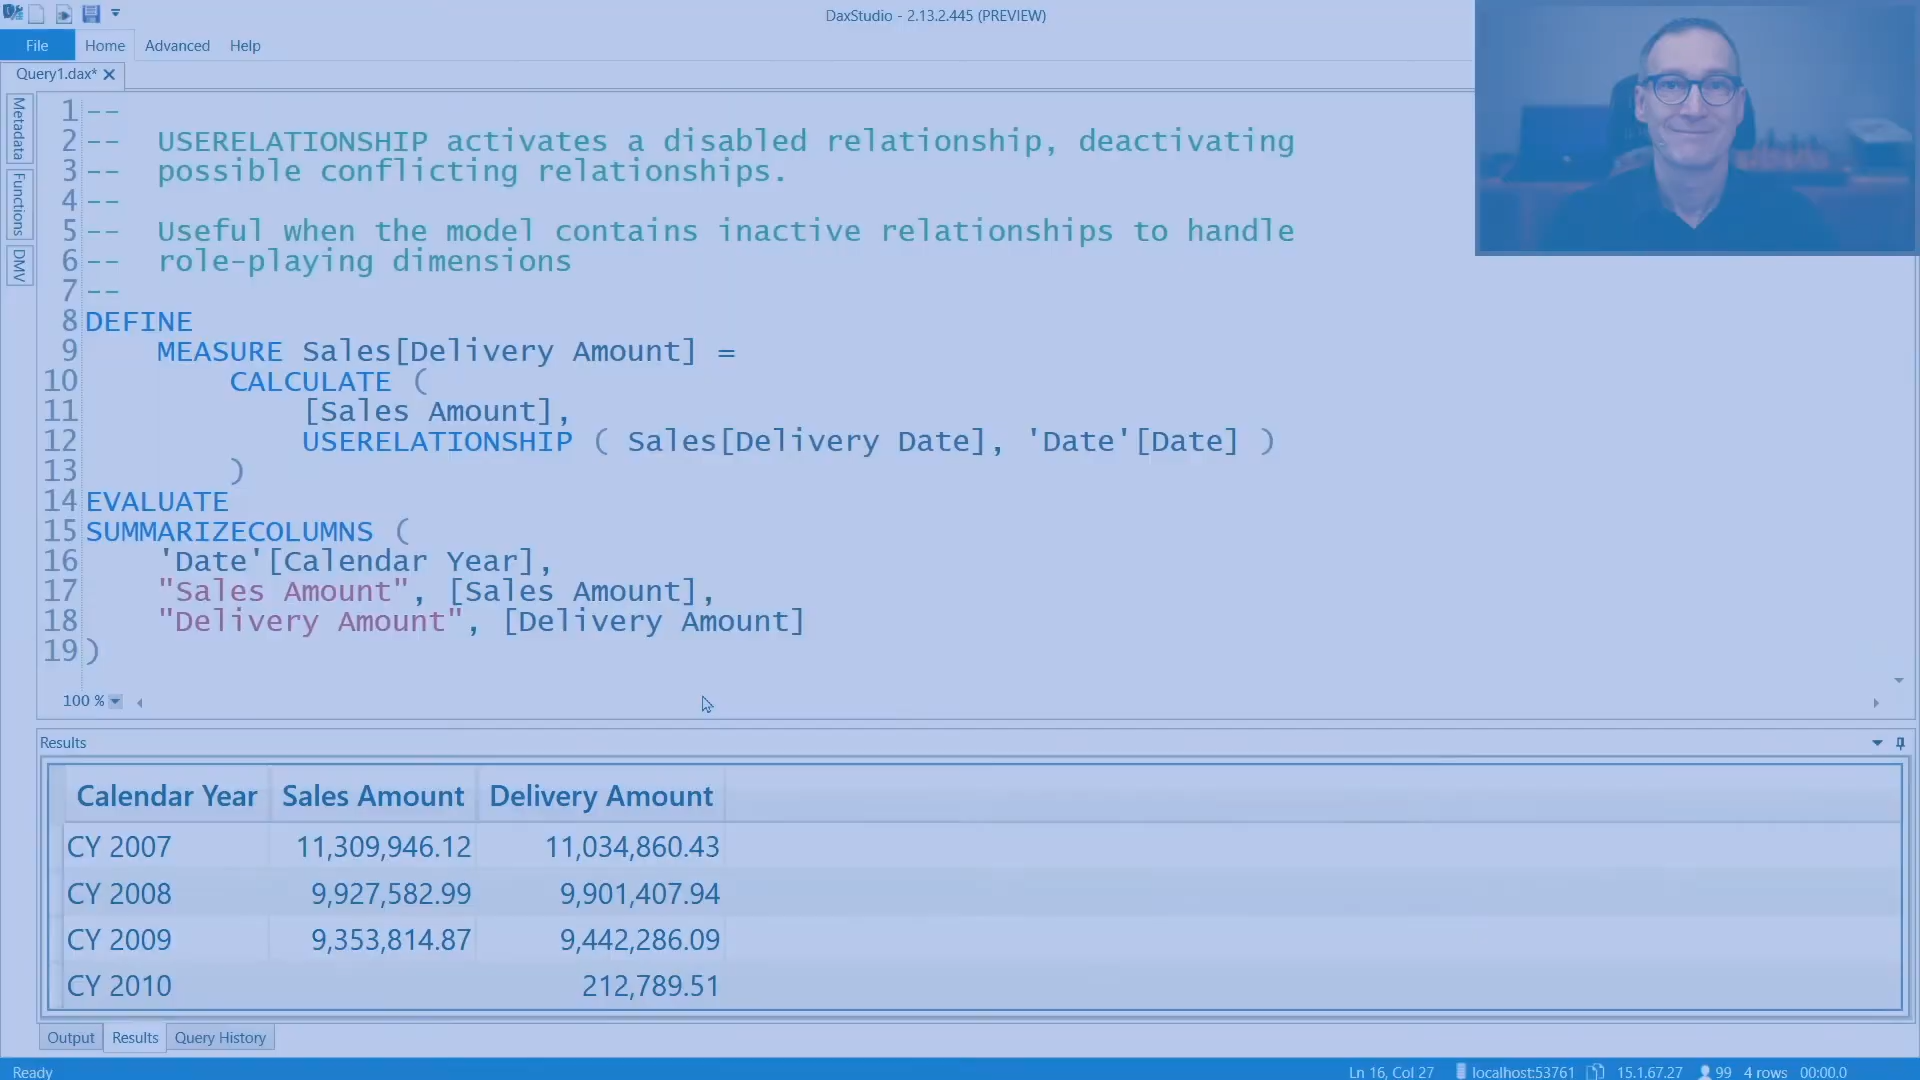 DaxStudio - 2.13.2.445 (PREVIEW)
File Home Advanced Help
Query1.dax*
Metadata
Functions
DMV
1 --
2 -- USERELATIONSHIP activates a disabled relationship, deactivating
3 -- possible conflicting relationships.
4 --
5 -- Useful when the model contains inactive relationships to handle
6 -- role-playing dimensions
7 --
8 DEFINE
9 MEASURE Sales[Delivery Amount] =
10 CALCULATE (
11 [Sales Amount],
12 USERELATIONSHIP ( Sales[Delivery Date], 'Date'[Date] )
13 )
14 EVALUATE
15 SUMMARIZECOLUMNS (
16 'Date'[Calendar Year],
17 "Sales Amount", [Sales Amount],
18 "Delivery Amount", [Delivery Amount]
19 )
100 %
Results
Calendar Year Sales Amount Delivery Amount
CY 2007 11,309,946.12 11,034,860.43
CY 2008 9,927,582.99 9,901,407.94
CY 2009 9,353,814.87 9,442,286.09
CY 2010 212,789.51
Output Results Query History
Ready Ln 16, Col 27 localhost:53761 15.1.67.27 99 4 rows 00:00.0